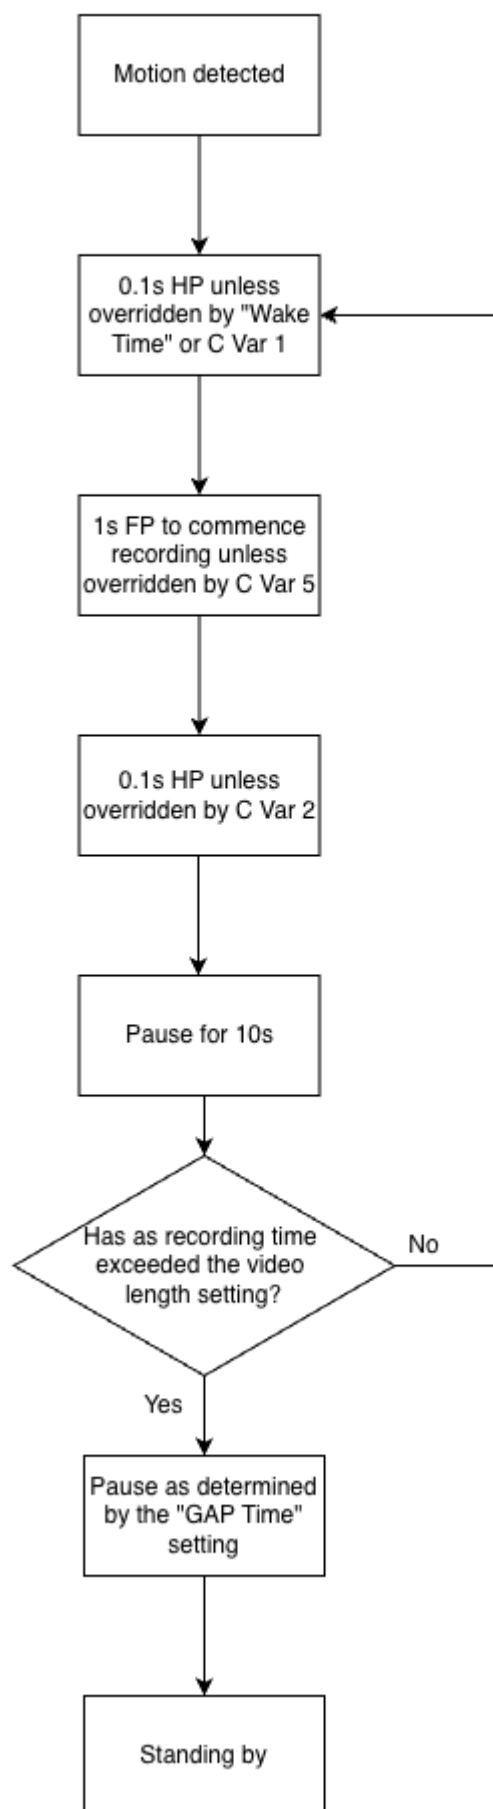 Motion detected
0.1s HP unless
overridden by "Wake
Time" or C Var 1
1s FP to commence
recording unless
overridden by C Var 5
0.1s HP unless
overridden by C Var 2
Pause for 10s
Has as recording time
exceeded the video
length setting?
No
Yes
Pause as determined
by the "GAP Time"
setting
Standing by